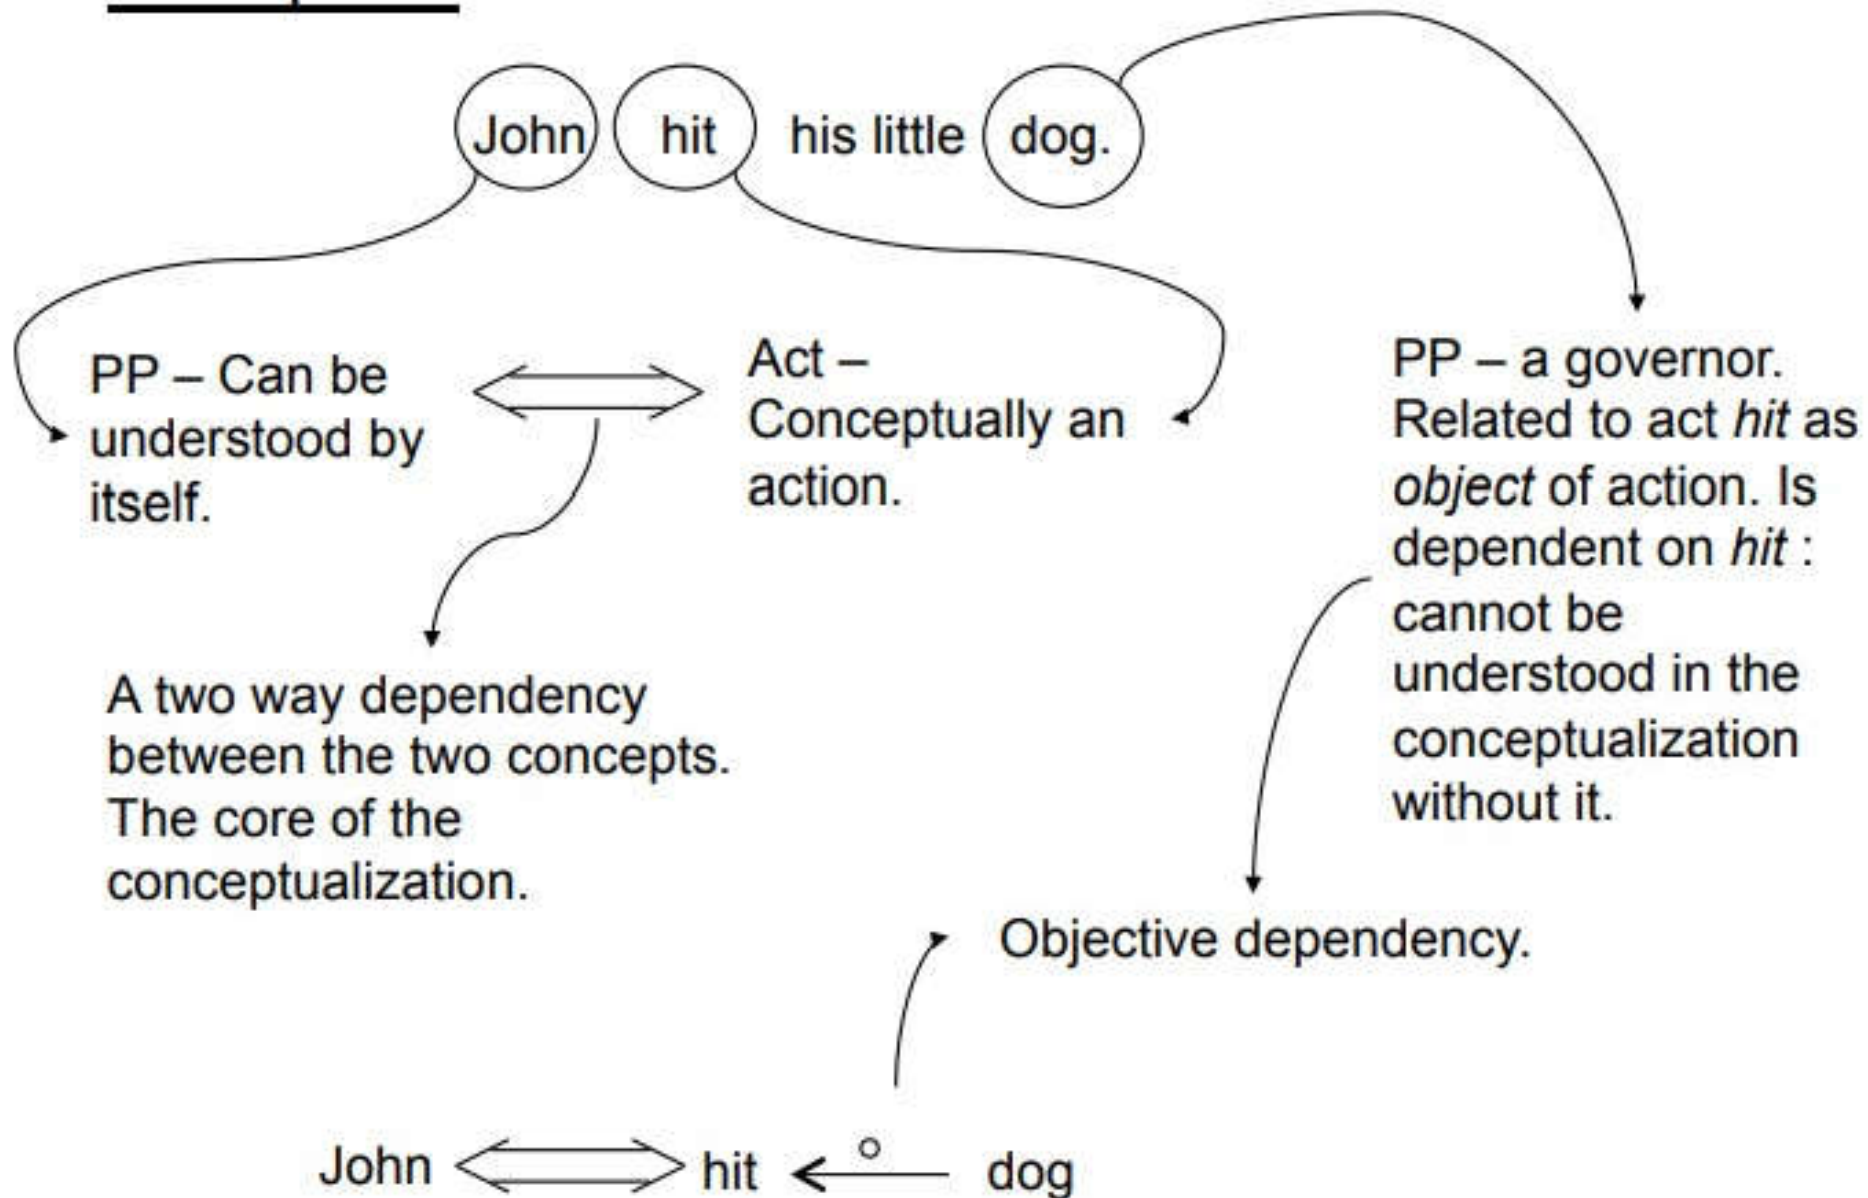 John hit his little dog.
PP – Can be
understood by
itself.
Act –
Conceptually an
action.
PP – a governor.
Related to act hit as
object of action. Is
dependent on hit :
cannot be
understood in the
conceptualization
without it.
A two way dependency
between the two concepts.
The core of the
conceptualization.
Objective dependency.
John hit o dog